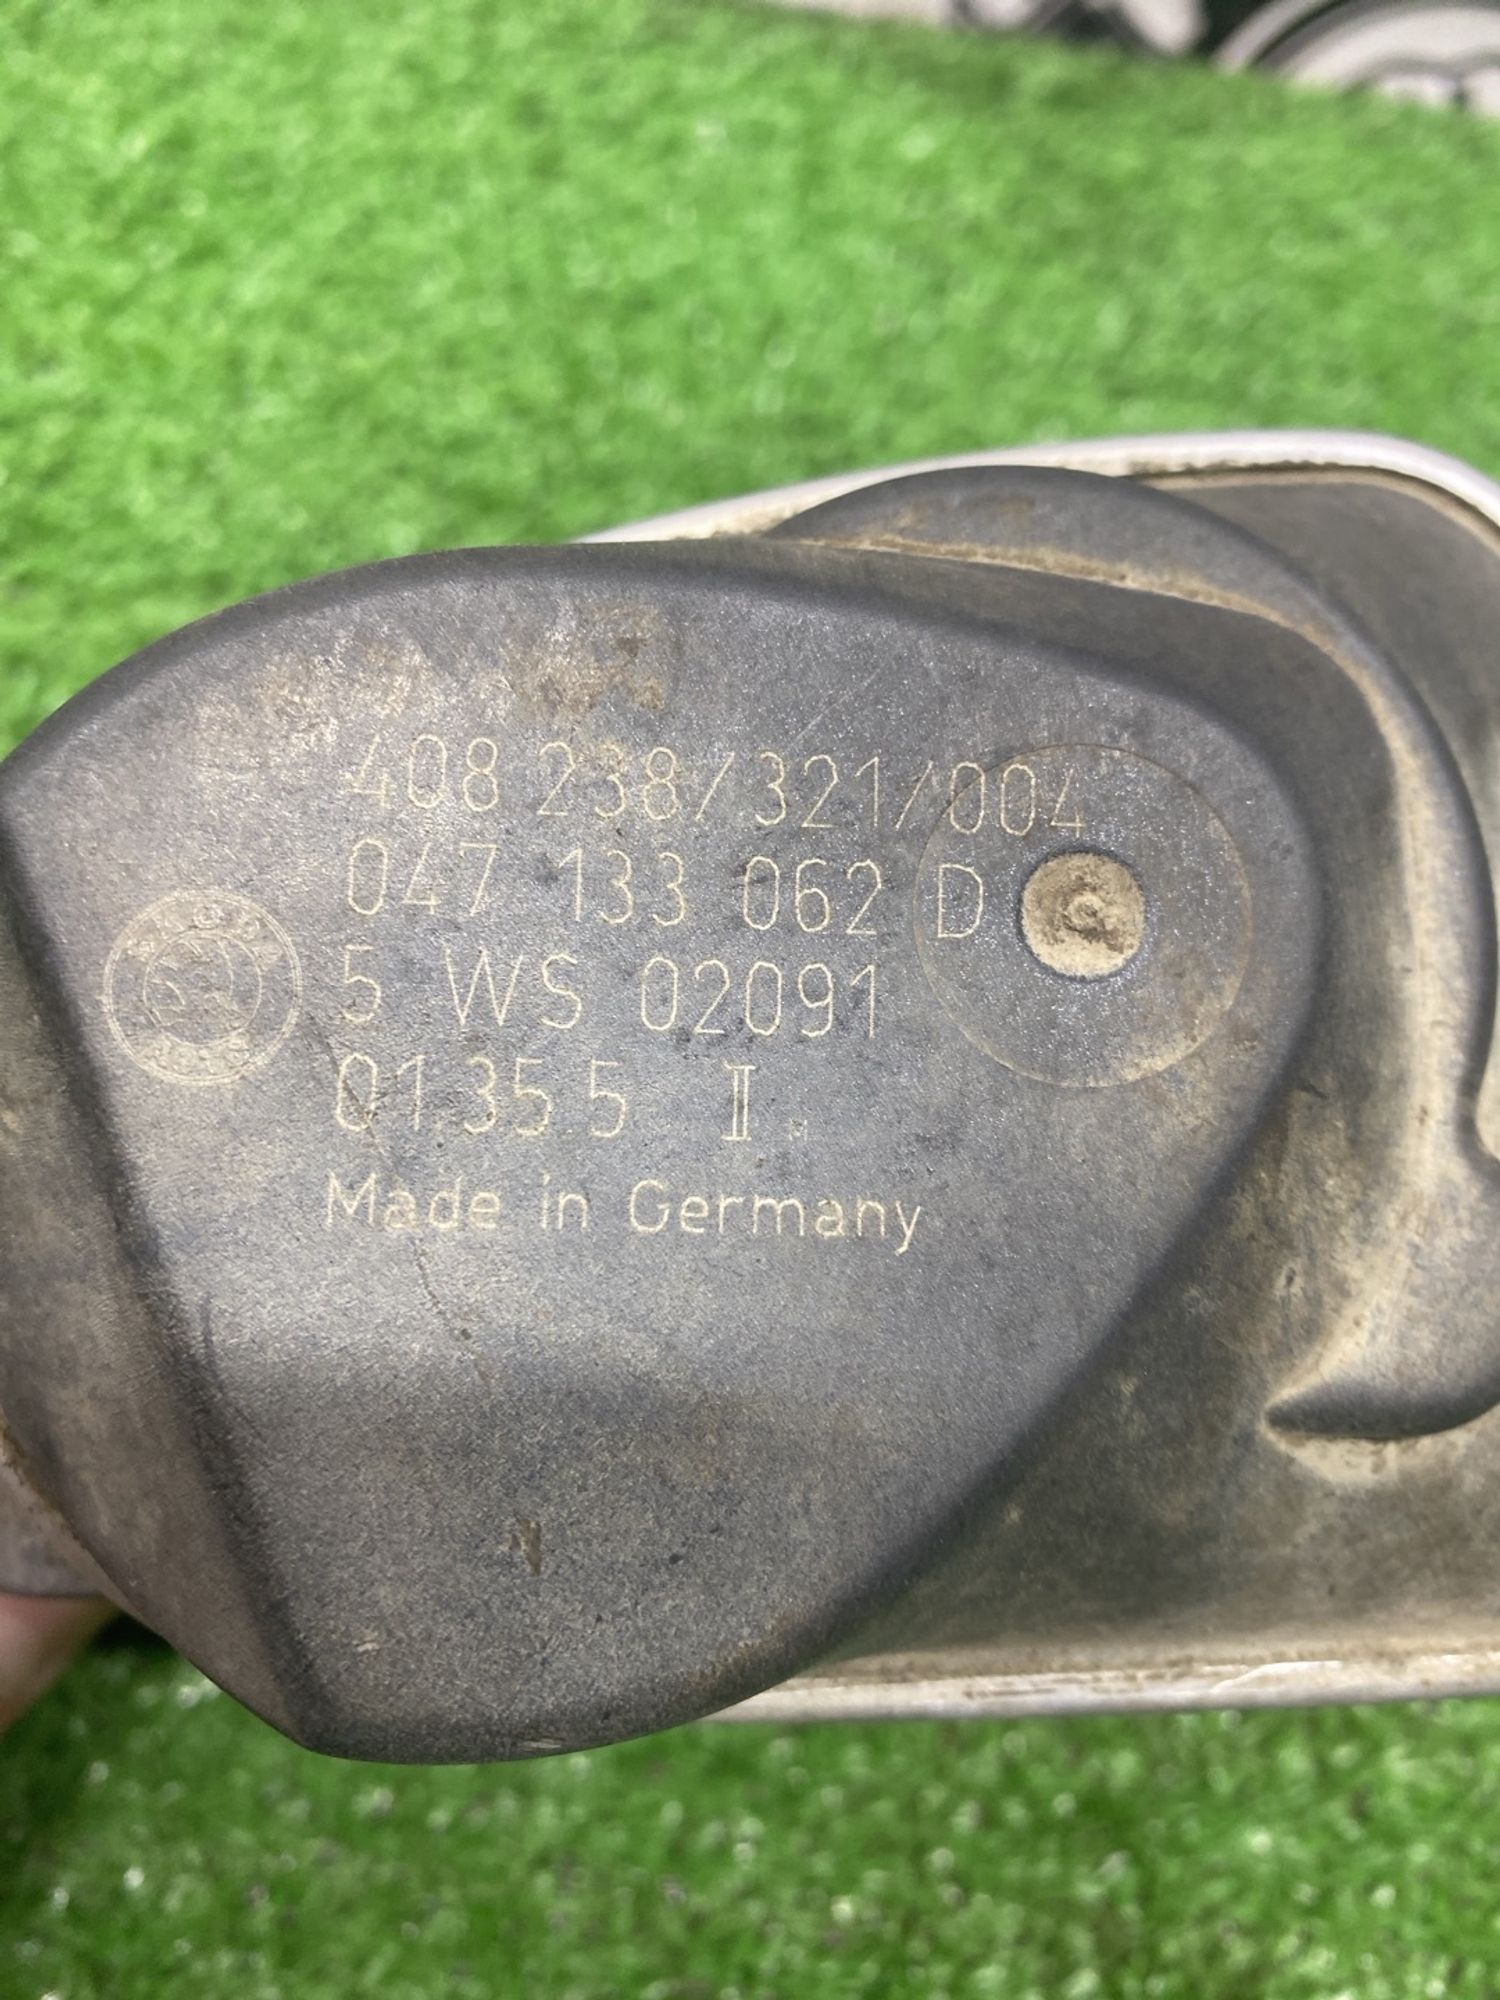 408 238/321/004
047 133 062 D
5 WS 02091
01.35.5 II
Made in Germany